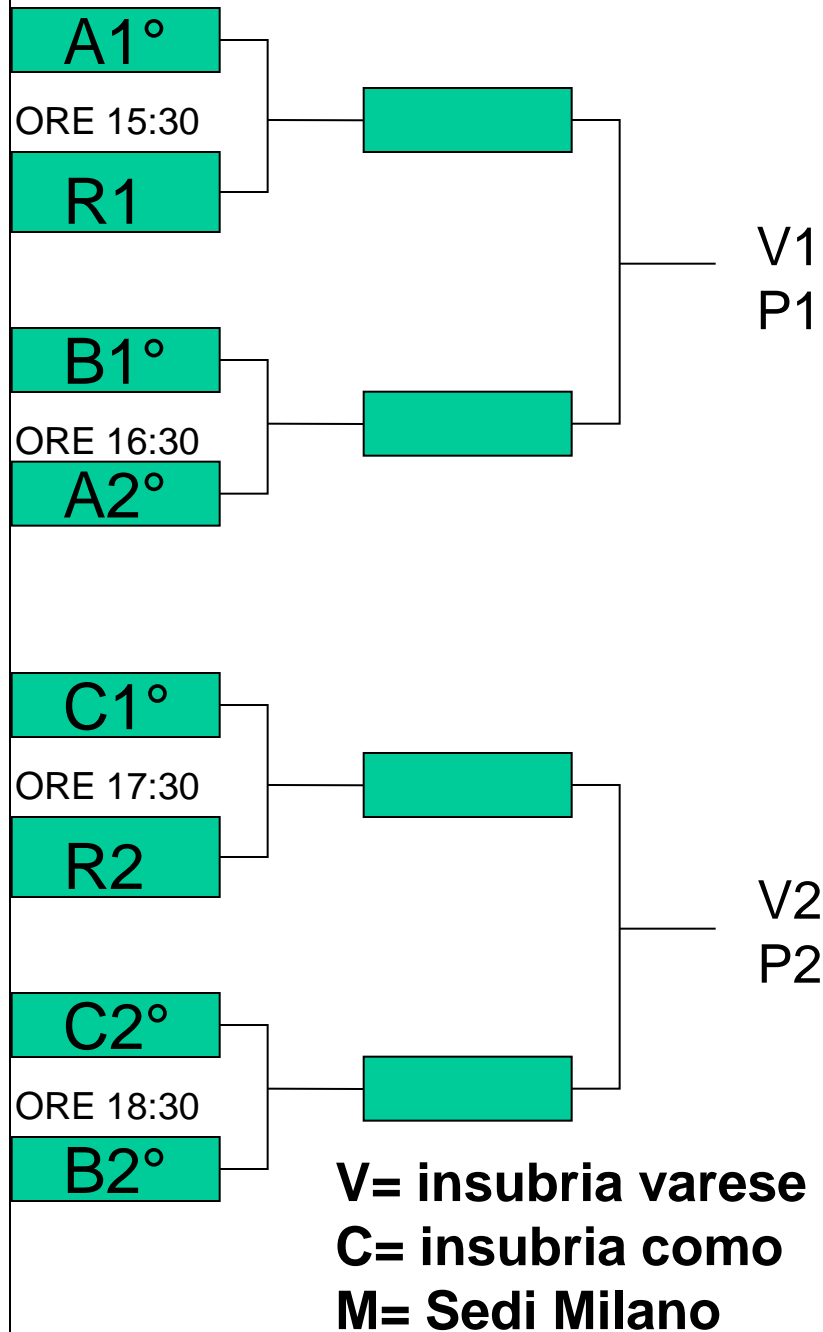 A1°
ORE 15:30
R1
V1
P1
B1°
ORE 16:30
A2°
C1°
ORE 17:30
R2
V2
P2
C2°
ORE 18:30
B2°
V= insubria varese
C= insubria como
M= Sedi Milano